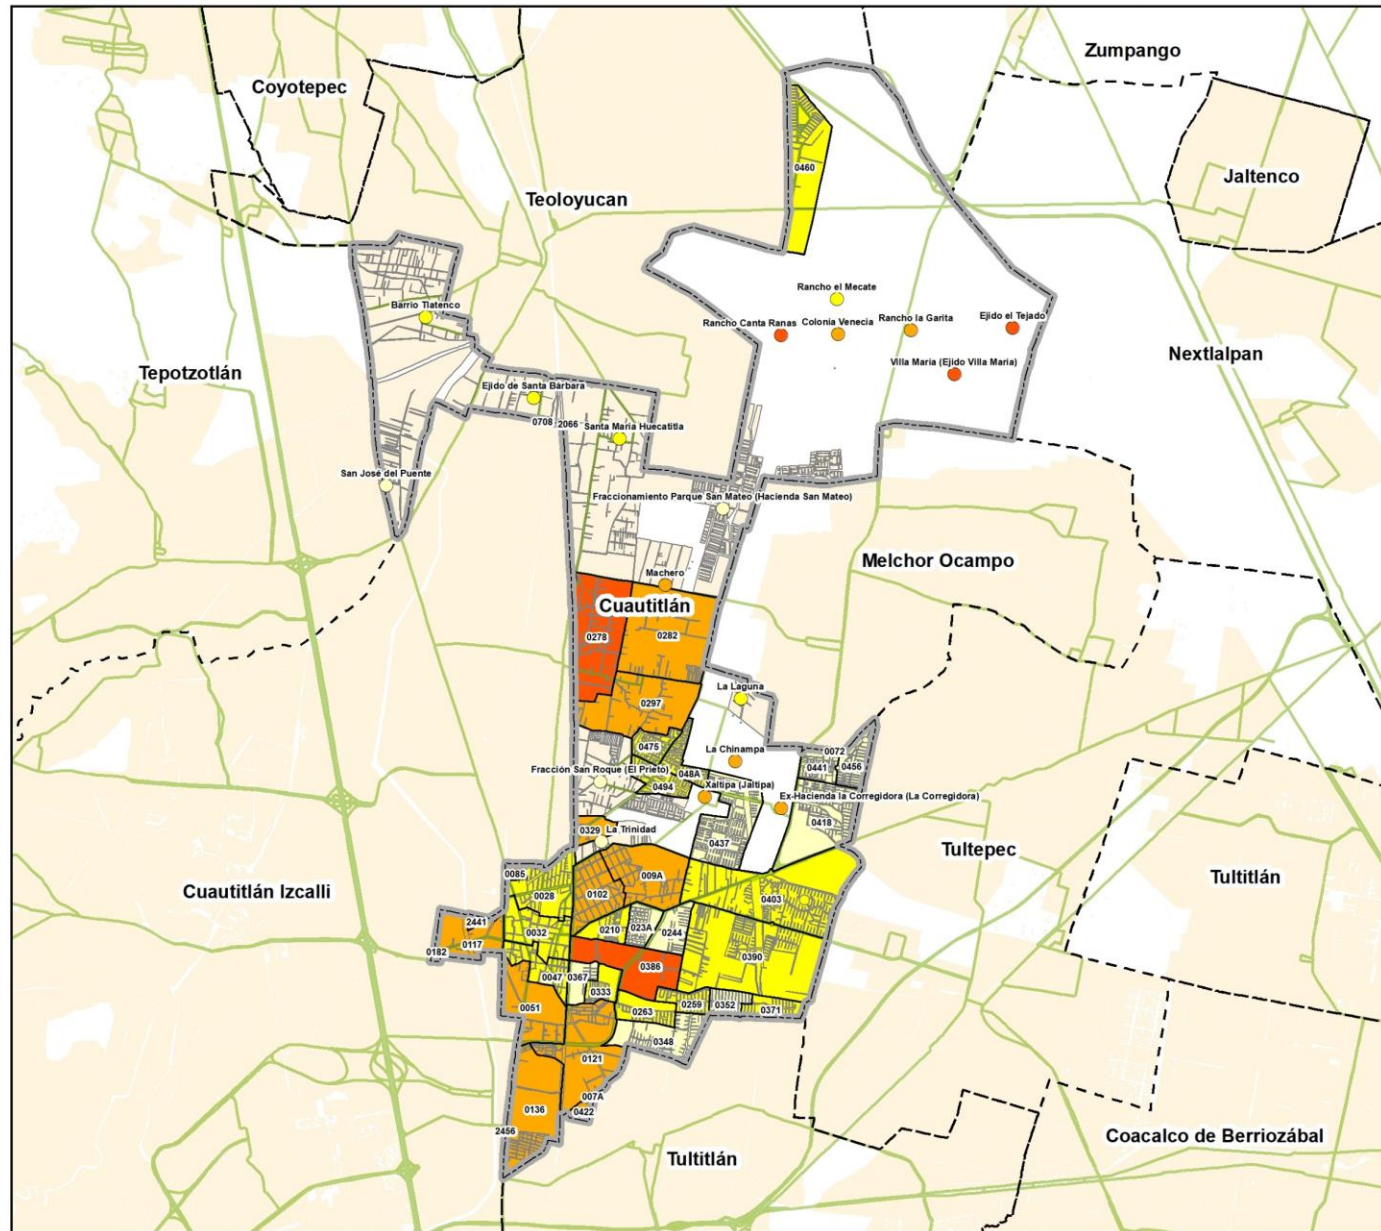 Zumpango
Coyotepec
0460
Jaltenco
Teoloyucan
Rancho el Mecate
Barrio Tlatenco
Rancho Canta Ranas
Colonia Venecia
Rancho la Garita
Ejido el Tejado
Nextlalpan
Villa María (Ejido Villa María)
Tepotzotlán
Ejido de Santa Bárbara
0708
2066
Santa María Huecatitla
San José del Puente
Fraccionamiento Parque San Mateo (Hacienda San Mateo)
Melchor Ocampo
Machero
Cuautitlán
0278
0282
La Laguna
0297
0475
La Chinampa
0072
0441
0456
Fracción San Roque (El Prieto)
048A
0494
Xaltipa (Jaltipa)
Ex-Hacienda la Corregidora (La Corregidora)
0418
0329
La Trinidad
0437
Tultepec
Tultitlán
Cuautitlán Izcalli
0085
0028
0102
009A
0403
2441
0117
0182
0032
0210
023A
0244
0390
0047
0367
0386
0333
0051
0263
0259
0352
0371
0348
0121
007A
0136
0422
2456
Tultitlán
Coacalco de Berriozábal